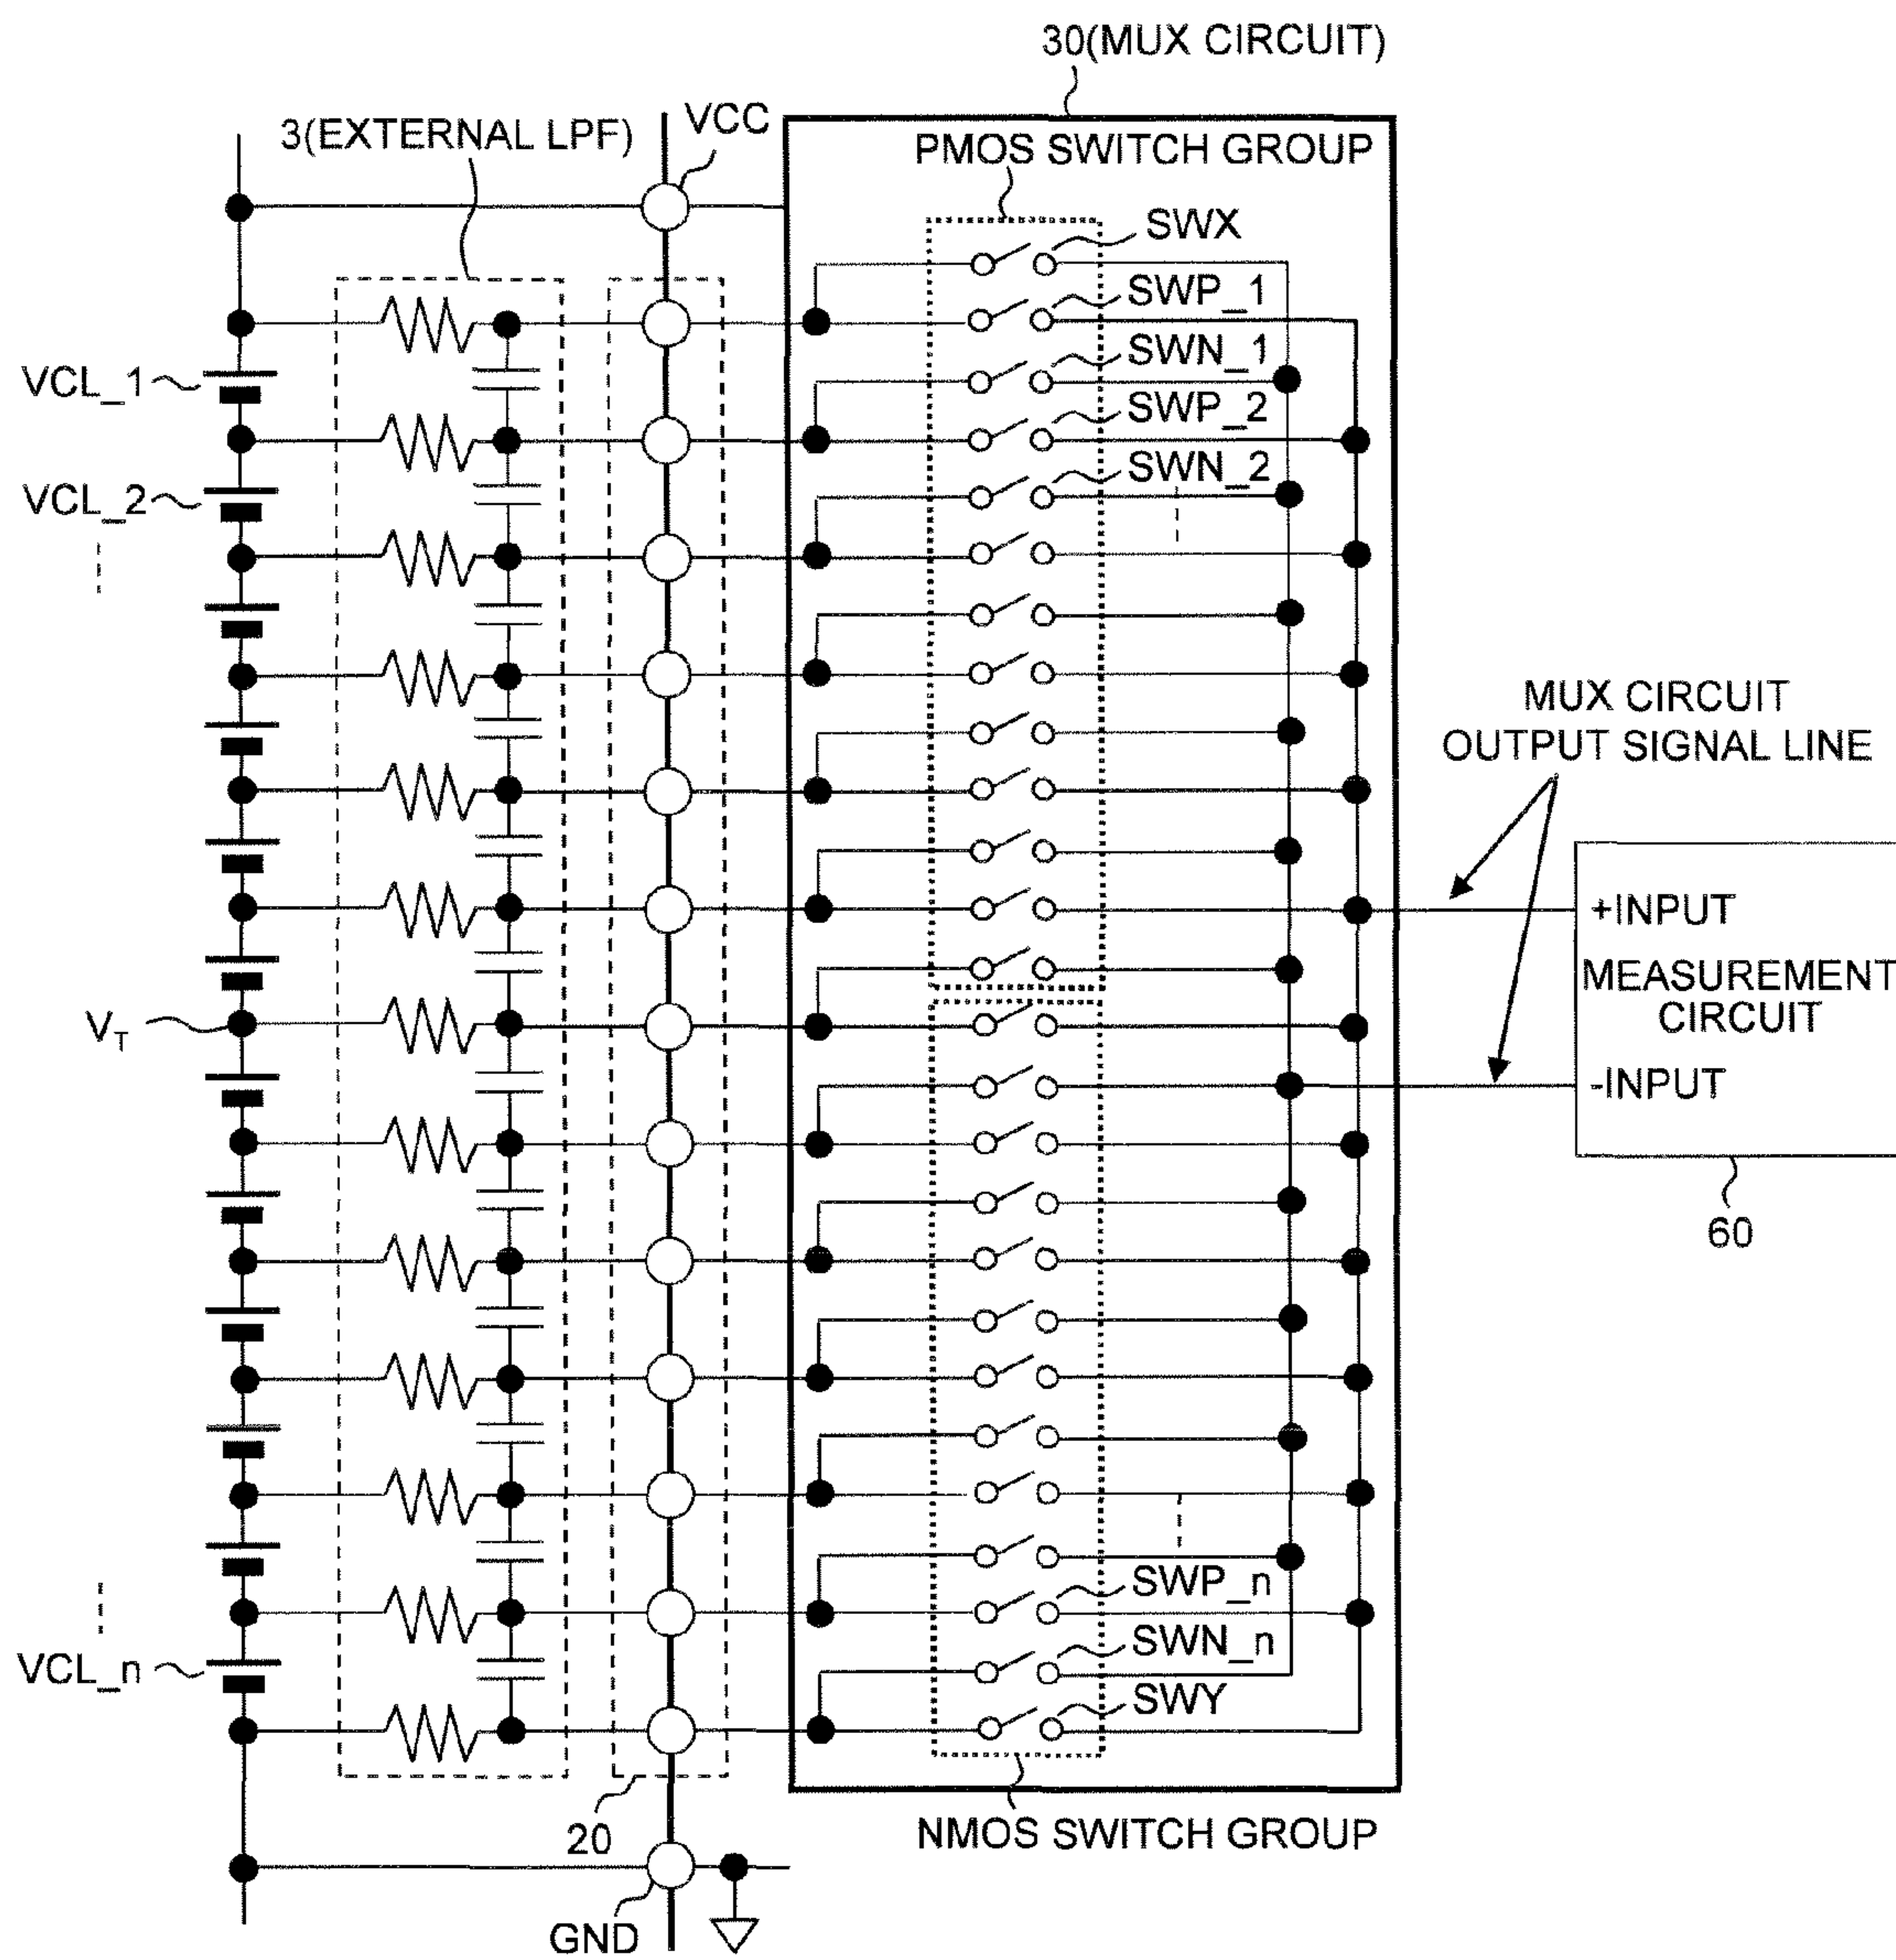 30(MUX CIRCUIT)
VCC
3(EXTERNAL LPF)
PMOS SWITCH GROUP
SWX
SWP_1
SWN_1
VCL_1
SWP_2
SWN_2
VCL_2
MUX CIRCUIT
OUTPUT SIGNAL LINE
+INPUT
MEASUREMENT
CIRCUIT
-INPUT
VT
60
SWP_n
SWN_n
VCL_n
SWY
20
NMOS SWITCH GROUP
GND